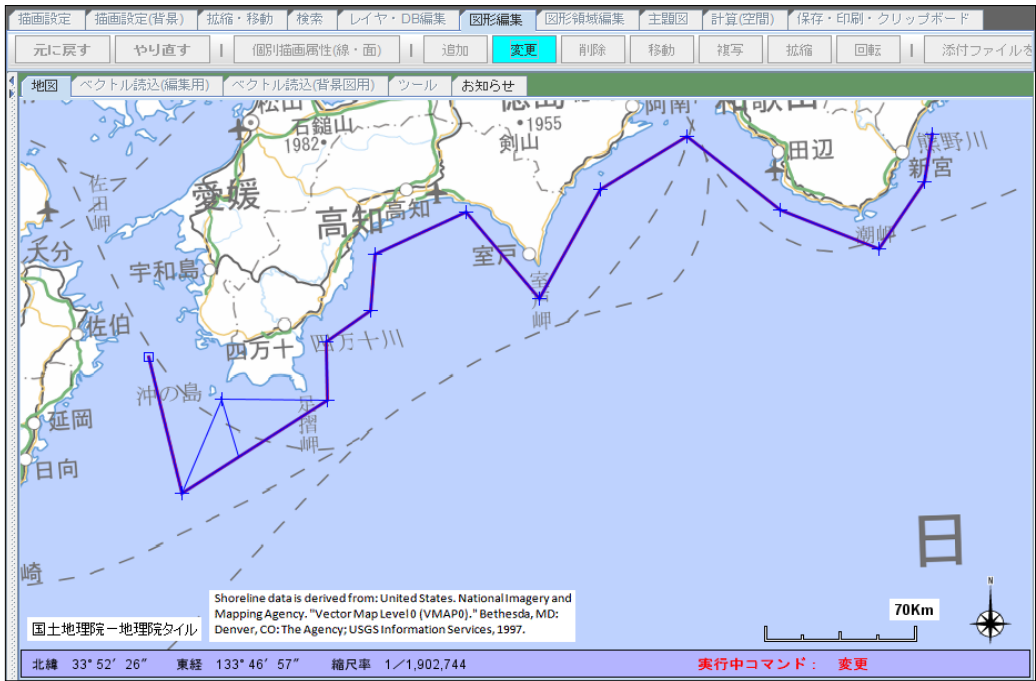 描画設定 描画設定(背景) 拡縮・移動 検索 レイヤ・DB編集 図形編集 図形領域編集 主題図 計算(空間) 保存・印刷・クリップボード
元に戻す やり直す | 個別描画属性(線・面) | 追加 変更 削除 移動 複写 拡縮 回転 | 添付ファイルを
地図 ベクトル読込(編集用) ベクトル読込(背景図用) ツール お知らせ
松山
徳島
阿南
和歌山
石鎚山
1982
1955
剣山
田辺
熊野川
新宮
佐田岬
愛媛
高知
高知
室戸
室戸岬
潮岬
大分
宇和島
佐伯
四万十
四万十川
沖の島
足摺岬
延岡
日向
日
崎
国土地理院ー地理院タイル
Shoreline data is derived from: United States. National Imagery and
Mapping Agency. "Vector Map Level 0 (VMAP0)." Bethesda, MD:
Denver, CO: The Agency; USGS Information Services, 1997.
70Km
N
北緯 33°52′26″ 東経 133°46′57″ 縮尺率 1／1,902,744 実行中コマンド： 変更